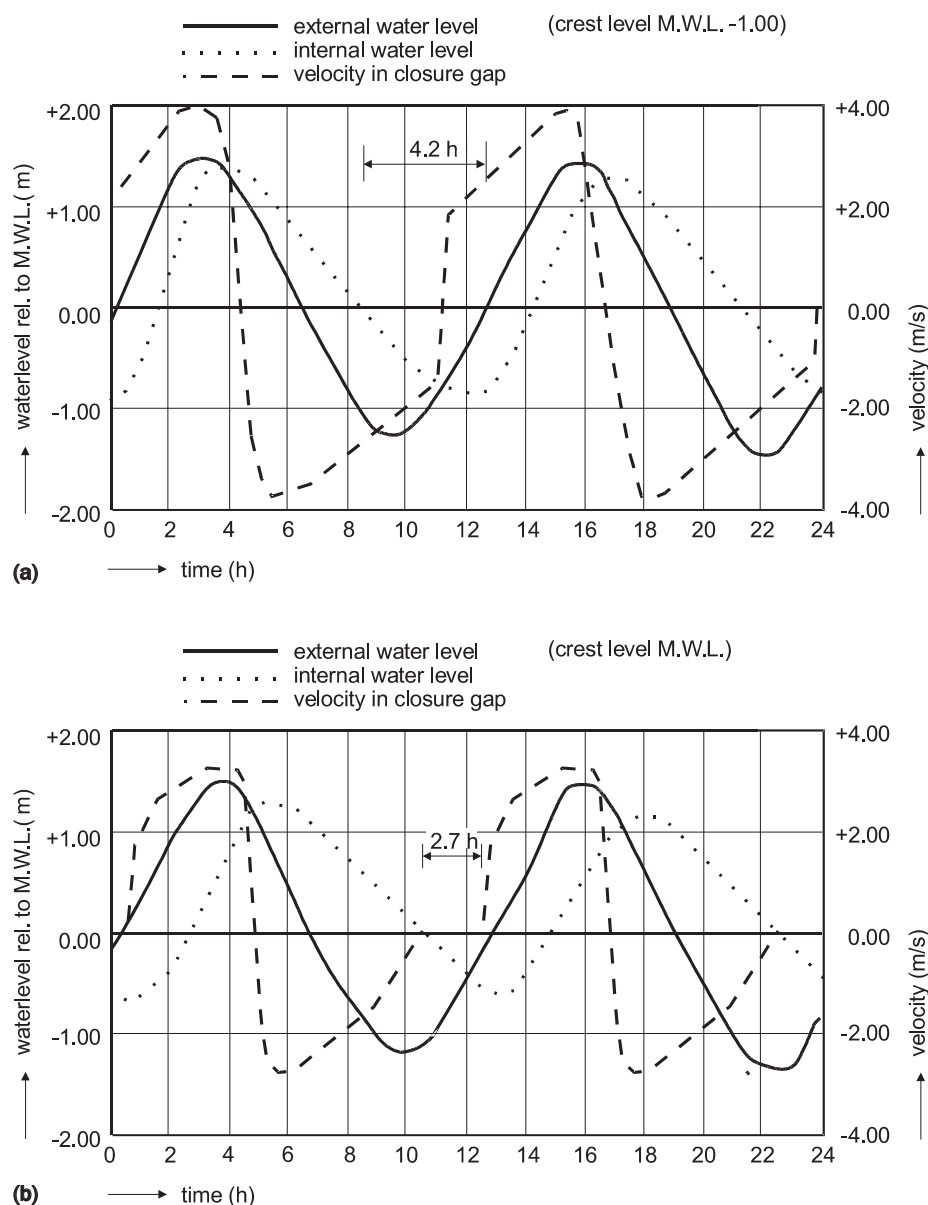 external water level (crest level M.W.L. -1.00)
internal water level
velocity in closure gap
+2.00 +4.00
4.2 h
+1.00 +2.00
0.00 0.00
-1.00 -2.00
-2.00 -4.00
waterlevel rel. to M.W.L.( m)
velocity (m/s)
0 2 4 6 8 10 12 14 16 18 20 22 24
(a) time (h)
external water level (crest level M.W.L.)
internal water level
velocity in closure gap
+2.00 +4.00
+1.00 +2.00
2.7 h
0.00 0.00
-1.00 -2.00
-2.00 -4.00
waterlevel rel. to M.W.L.( m)
velocity (m/s)
0 2 4 6 8 10 12 14 16 18 20 22 24
(b) time (h)